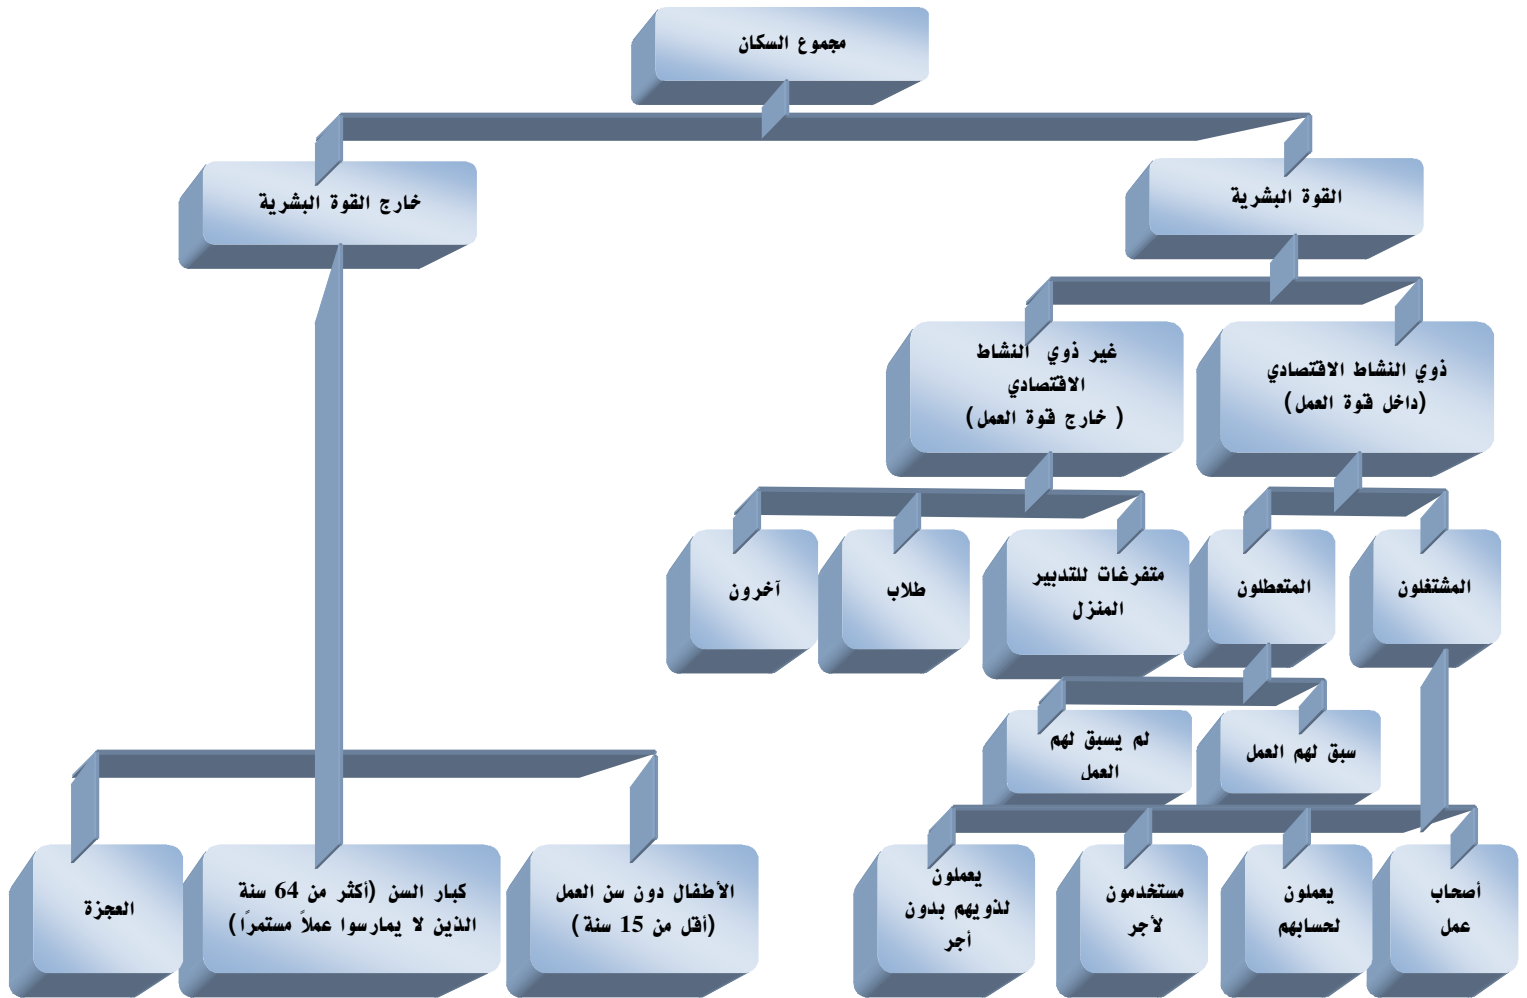 مجموع السكان
القوة البشرية
خارج القوة البشرية
ذوي النشاط الاقتصادي
(داخل قوة العمل)
غير ذوي النشاط
الاقتصادي
( خارج قوة العمل)
المشتغلون
المتعطلون
متفرغات للتدبير
المنزل
طلاب
آخرون
سبق لهم العمل
لم يسبق لهم
العمل
أصحاب
عمل
يعملون
لحسابهم
مستخدمون
لأجر
يعملون
لذويهم بدون
أجر
الأطفال دون سن العمل
(أقل من 15 سنة)
كبار السن (أكثر من 64 سنة
الذين لا يمارسوا عملاً مستمرًا)
العجزة